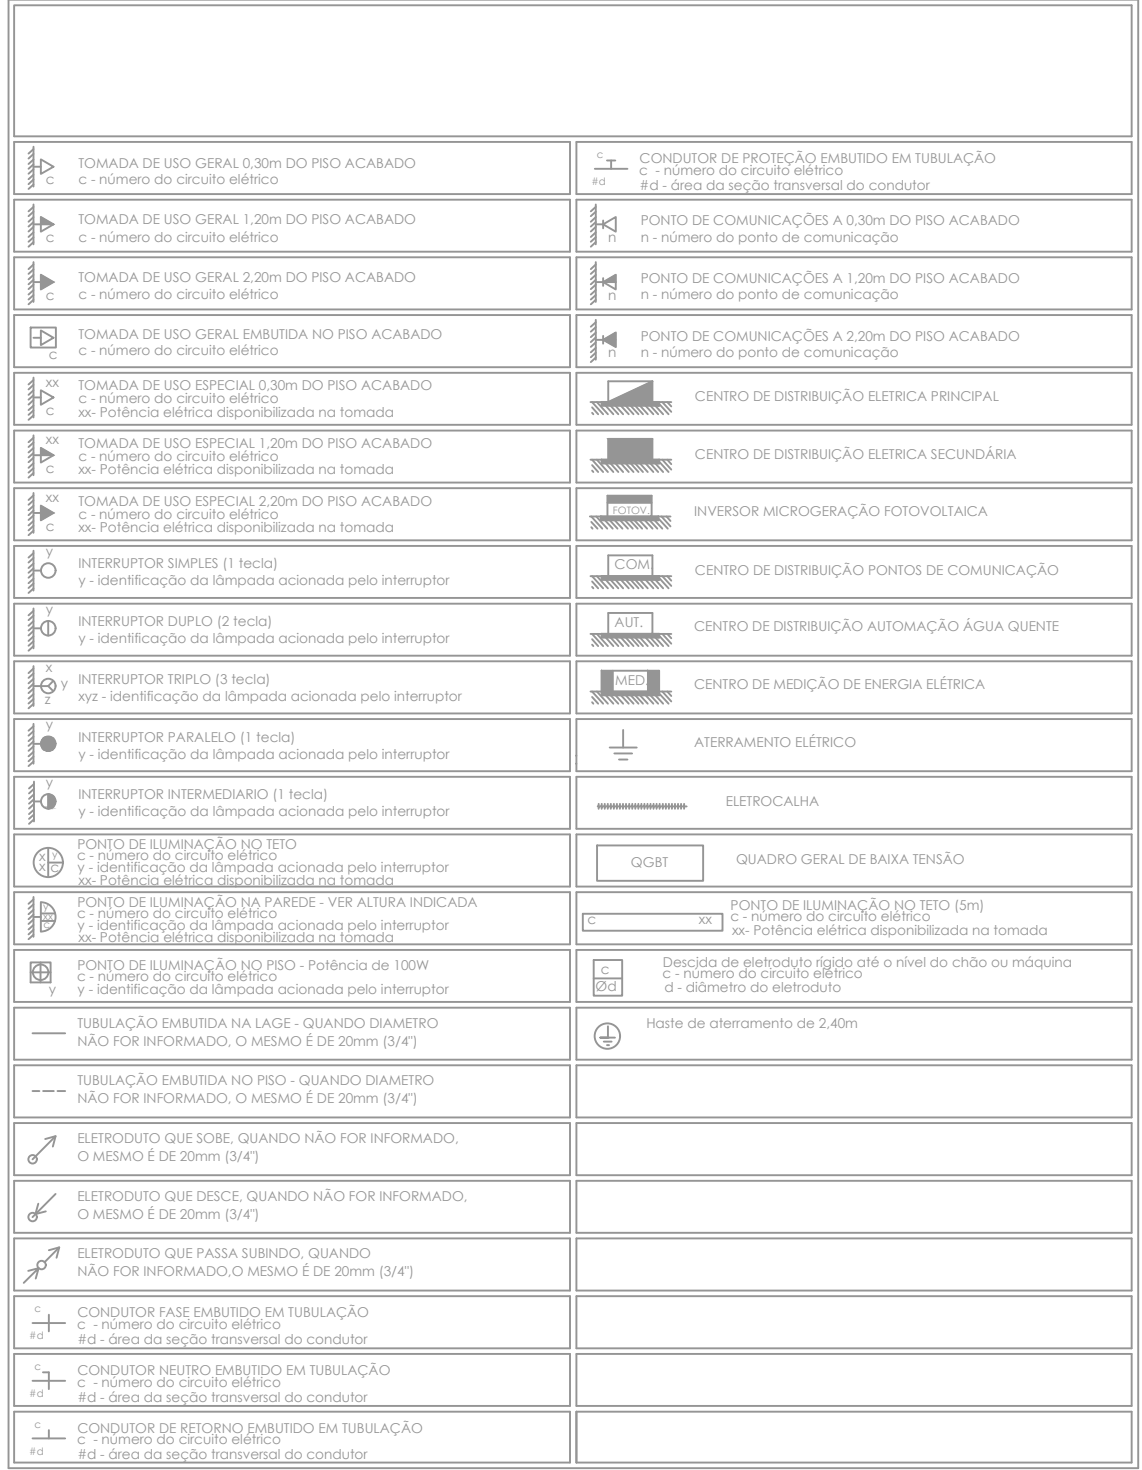 TOMADA DE USO GERAL 0,30m DO PISO ACABADO
c
c - número do circuito elétrico
TOMADA DE USO GERAL 1,20m DO PISO ACABADO
c
c - número do circuito elétrico
TOMADA DE USO GERAL 2,20m DO PISO ACABADO
c
c - número do circuito elétrico
TOMADA DE USO GERAL EMBUTIDA NO PISO ACABADO
c
c - número do circuito elétrico
xx
TOMADA DE USO ESPECIAL 0,30m DO PISO ACABADO
c - número do circuito elétrico
c
xx- Potência elétrica disponibilizada na tomada
xx
TOMADA DE USO ESPECIAL 1,20m DO PISO ACABADO
c - número do circuito elétrico
c
xx- Potência elétrica disponibilizada na tomada
xx
TOMADA DE USO ESPECIAL 2,20m DO PISO ACABADO
c - número do circuito elétrico
c
xx- Potência elétrica disponibilizada na tomada
y
INTERRUPTOR SIMPLES (1 tecla)
y - identificação da lâmpada acionada pelo interruptor
y
INTERRUPTOR DUPLO (2 tecla)
y - identificação da lâmpada acionada pelo interruptor
x
y
z
INTERRUPTOR TRIPLO (3 tecla)
xyz - identificação da lâmpada acionada pelo interruptor
y
INTERRUPTOR PARALELO (1 tecla)
y - identificação da lâmpada acionada pelo interruptor
y
INTERRUPTOR INTERMEDIARIO (1 tecla)
y - identificação da lâmpada acionada pelo interruptor
x y
x c
PONTO DE ILUMINAÇÃO NO TETO
c - número do circuito elétrico
y - identificação da lâmpada acionada pelo interruptor
xx- Potência elétrica disponibilizada na tomada
y
xx
c
PONTO DE ILUMINAÇÃO NA PAREDE - VER ALTURA INDICADA
c - número do circuito elétrico
y - identificação da lâmpada acionada pelo interruptor
xx- Potência elétrica disponibilizada na tomada
y
PONTO DE ILUMINAÇÃO NO PISO - Potência de 100W
c - número do circuito elétrico
y - identificação da lâmpada acionada pelo interruptor
TUBULAÇÃO EMBUTIDA NA LAGE - QUANDO DIAMETRO
NÃO FOR INFORMADO, O MESMO É DE 20mm (3/4")
TUBULAÇÃO EMBUTIDA NO PISO - QUANDO DIAMETRO
NÃO FOR INFORMADO, O MESMO É DE 20mm (3/4")
ELETRODUTO QUE SOBE, QUANDO NÃO FOR INFORMADO,
O MESMO É DE 20mm (3/4")
ELETRODUTO QUE DESCE, QUANDO NÃO FOR INFORMADO,
O MESMO É DE 20mm (3/4")
ELETRODUTO QUE PASSA SUBINDO, QUANDO
NÃO FOR INFORMADO,O MESMO É DE 20mm (3/4")
c
#d
CONDUTOR FASE EMBUTIDO EM TUBULAÇÃO
c - número do circuito elétrico
#d - área da seção transversal do condutor
c
#d
CONDUTOR NEUTRO EMBUTIDO EM TUBULAÇÃO
c - número do circuito elétrico
#d - área da seção transversal do condutor
c
#d
CONDUTOR DE RETORNO EMBUTIDO EM TUBULAÇÃO
c - número do circuito elétrico
#d - área da seção transversal do condutor
c
#d
CONDUTOR DE PROTEÇÃO EMBUTIDO EM TUBULAÇÃO
c - número do circuito elétrico
#d - área da seção transversal do condutor
n
PONTO DE COMUNICAÇÕES A 0,30m DO PISO ACABADO
n - número do ponto de comunicação
n
PONTO DE COMUNICAÇÕES A 1,20m DO PISO ACABADO
n - número do ponto de comunicação
n
PONTO DE COMUNICAÇÕES A 2,20m DO PISO ACABADO
n - número do ponto de comunicação
CENTRO DE DISTRIBUIÇÃO ELETRICA PRINCIPAL
CENTRO DE DISTRIBUIÇÃO ELETRICA SECUNDÁRIA
FOTOV.
INVERSOR MICROGERAÇÃO FOTOVOLTAICA
COM
CENTRO DE DISTRIBUIÇÃO PONTOS DE COMUNICAÇÃO
AUT.
CENTRO DE DISTRIBUIÇÃO AUTOMAÇÃO ÁGUA QUENTE
MED.
CENTRO DE MEDIÇÃO DE ENERGIA ELÉTRICA
ATERRAMENTO ELÉTRICO
ELETROCALHA
QGBT
QUADRO GERAL DE BAIXA TENSÃO
c xx
PONTO DE ILUMINAÇÃO NO TETO (5m)
c - número do circuito elétrico
xx- Potência elétrica disponibilizada na tomada
c
Ød
Descida de eletroduto rígido até o nível do chão ou máquina
c - número do circuito elétrico
d - diâmetro do eletroduto
Haste de aterramento de 2,40m